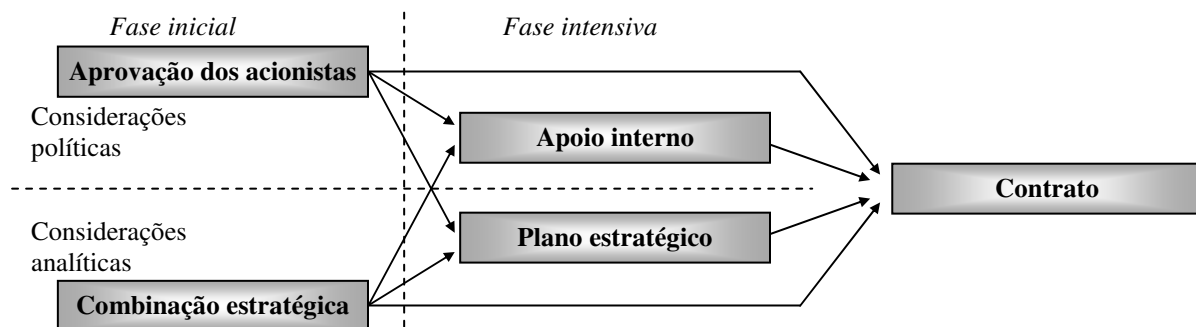 Fase inicial
Fase intensiva
Aprovação dos acionistas
Considerações
políticas
Apoio interno
Contrato
Considerações
analíticas
Plano estratégico
Combinação estratégica